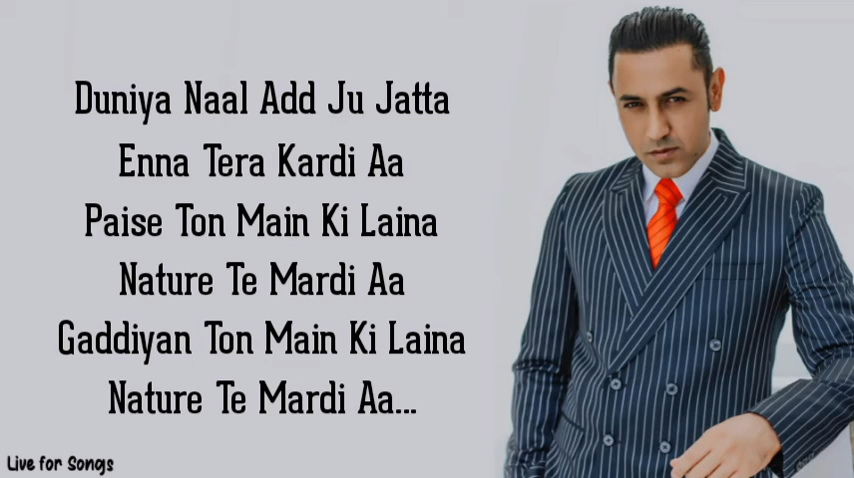 Duniya Naal Add Ju Jatta
Enna Tera Kardi Aa
Paise Ton Main Ki Laina
Nature Te Mardi Aa
Gaddiyan Ton Main Ki Laina
Nature Te Mardi Aa...
Live for Songs